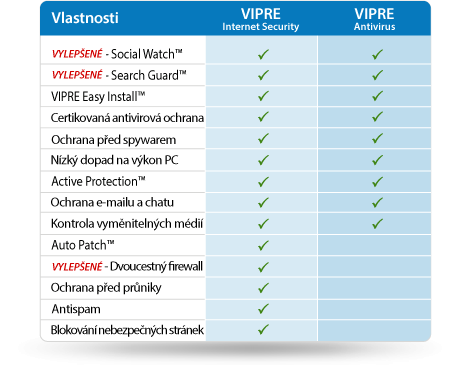 Vlastnosti VIPRE Internet Security VIPRE Antivirus
VYLEPŠENÉ - Social Watch™ ✓ ✓
VYLEPŠENÉ - Search Guard™ ✓ ✓
VIPRE Easy Install™ ✓ ✓
Certikovaná antivirová ochrana ✓ ✓
Ochrana před spywarem ✓ ✓
Nízký dopad na výkon PC ✓ ✓
Active Protection™ ✓ ✓
Ochrana e-mailu a chatu ✓ ✓
Kontrola vyměnitelných médií ✓ ✓
Auto Patch™ ✓
VYLEPŠENÉ - Dvoucestný firewall ✓
Ochrana před průniky ✓
Antispam ✓
Blokování nebezpečných stránek ✓